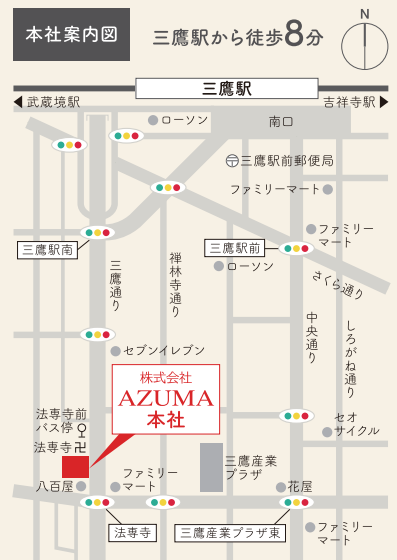 本社案内図
三鷹駅から徒歩8分
N
三鷹駅
武蔵境駅
吉祥寺駅
ローソン
南口
〒三鷹駅前郵便局
ファミリーマート
ファミリー
マート
三鷹駅南
三鷹駅前
ローソン
さくら通り
三鷹通り
禅林寺通り
中央通り
しろがね通り
セブンイレブン
株式会社
AZUMA
本社
法専寺前
バス停
法専寺卍
セオ
サイクル
三鷹産業
プラザ
八百屋
ファミリー
マート
花屋
法専寺
三鷹産業プラザ東
ファミリー
マート